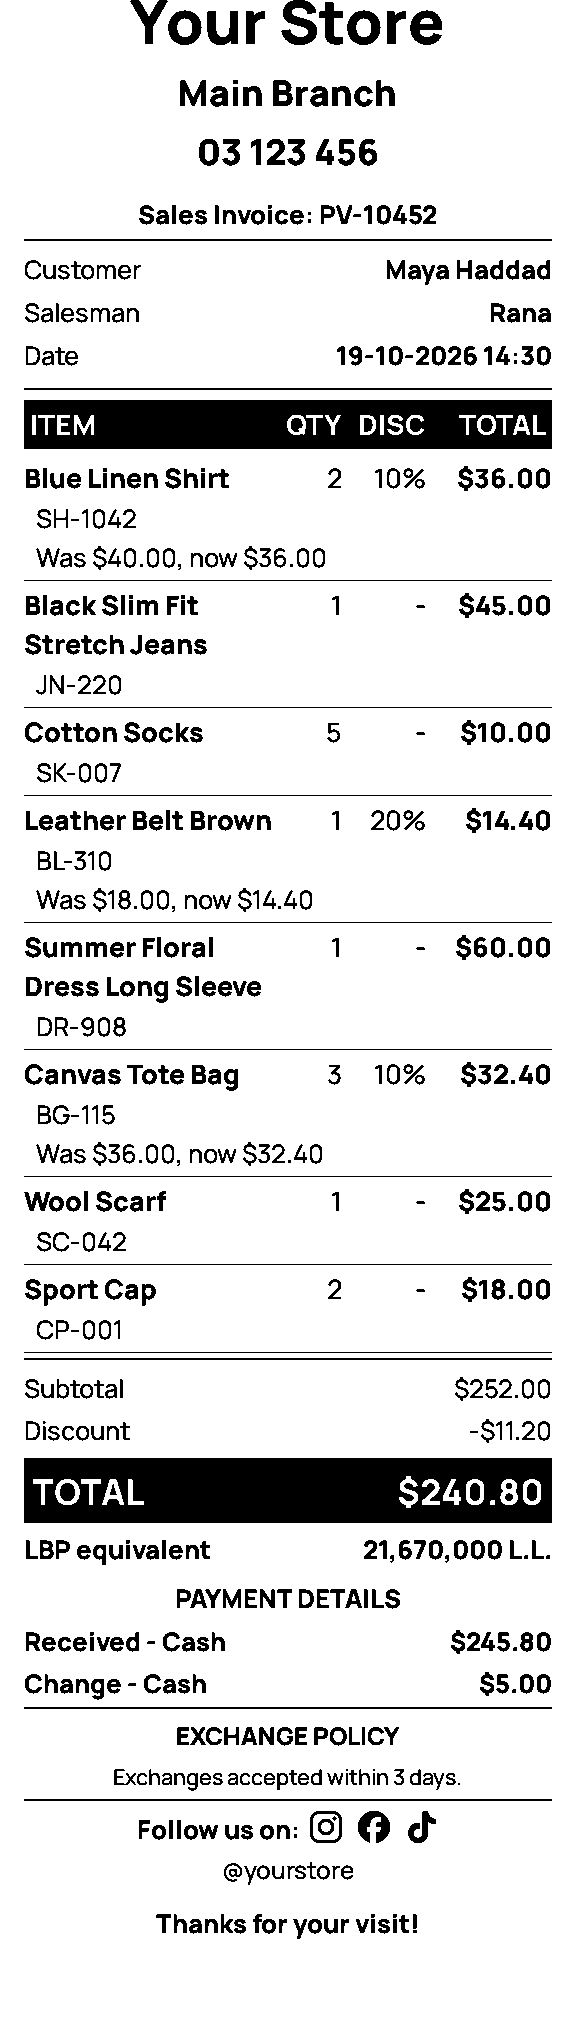 Your Store
Main Branch
03 123 456
Sales Invoice: PV-10452
Customer Maya Haddad
Salesman Rana
Date 19-10-2026 14:30
ITEM QTY DISC TOTAL
Blue Linen Shirt 2 10% $36.00
SH-1042
Was $40.00, now $36.00
Black Slim Fit 1 - $45.00
Stretch Jeans
JN-220
Cotton Socks 5 - $10.00
SK-007
Leather Belt Brown 1 20% $14.40
BL-310
Was $18.00, now $14.40
Summer Floral 1 - $60.00
Dress Long Sleeve
DR-908
Canvas Tote Bag 3 10% $32.40
BG-115
Was $36.00, now $32.40
Wool Scarf 1 - $25.00
SC-042
Sport Cap 2 - $18.00
CP-001
Subtotal $252.00
Discount -$11.20
TOTAL $240.80
LBP equivalent 21,670,000 L.L.
PAYMENT DETAILS
Received - Cash $245.80
Change - Cash $5.00
EXCHANGE POLICY
Exchanges accepted within 3 days.
Follow us on:
@yourstore
Thanks for your visit!